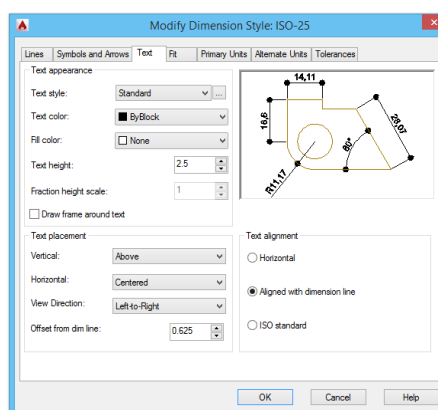 Modify Dimension Style: ISO-25
Lines Symbols and Arrows Text Fit Primary Units Alternate Units Tolerances
Text appearance
Text style: Standard ...
Text color: ByBlock
Fill color: None
Text height: 2.5
Fraction height scale: 1
Draw frame around text
14,11
16,6
28,07
60°
R11,17
Text placement
Vertical: Above
Horizontal: Centered
View Direction: Left-to-Right
Offset from dim line: 0.625
Text alignment
Horizontal
Aligned with dimension line
ISO standard
OK Cancel Help